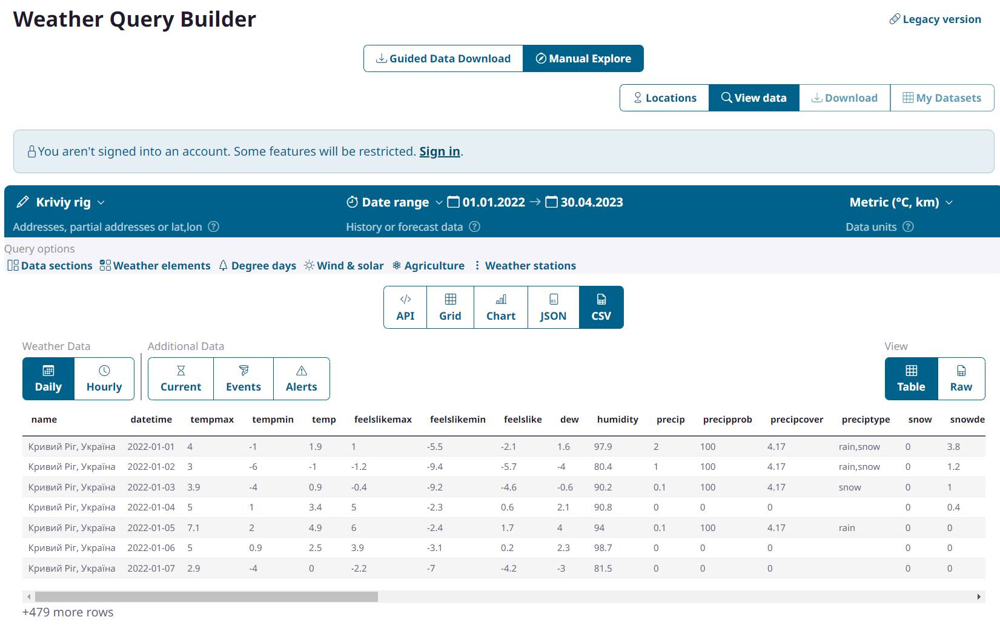 Weather Query Builder
Legacy version
Guided Data Download Manual Explore
Locations View data Download My Datasets
You aren't signed into an account. Some features will be restricted. Sign in.
Kriviy rig Date range 01.01.2022 → 30.04.2023 Metric (°C, km)
Addresses, partial addresses or lat,lon ? History or forecast data ? Data units ?
Query options
Data sections Weather elements Degree days Wind & solar Agriculture Weather stations
API Grid Chart JSON CSV
Weather Data Additional Data View
Daily Hourly Current Events Alerts Table Raw
name datetime tempmax tempmin temp feelslikemax feelslikemin feelslike dew humidity precip precipprob precipcover preciptype snow snowde
Кривий Ріг, Україна 2022-01-01 4 -1 1.9 1 -5.5 -2.1 1.6 97.9 2 100 4.17 rain,snow 0 3.8
Кривий Ріг, Україна 2022-01-02 3 -6 -1 -1.2 -9.4 -5.7 -4 80.4 1 100 4.17 rain,snow 0 1.2
Кривий Ріг, Україна 2022-01-03 3.9 -4 0.9 -0.4 -9.2 -4.6 -0.6 90.2 0.1 100 4.17 snow 0 1
Кривий Ріг, Україна 2022-01-04 5 1 3.4 5 -2.3 0.6 2.1 90.8 0 0 0 0 0.4
Кривий Ріг, Україна 2022-01-05 7.1 2 4.9 6 -2.4 1.7 4 94 0.1 100 4.17 rain 0 0
Кривий Ріг, Україна 2022-01-06 5 0.9 2.5 3.9 -3.1 0.2 2.3 98.7 0 0 0 0 0
Кривий Ріг, Україна 2022-01-07 2.9 -4 0 -2.2 -7 -4.2 -3 81.5 0 0 0 0 0
+479 more rows